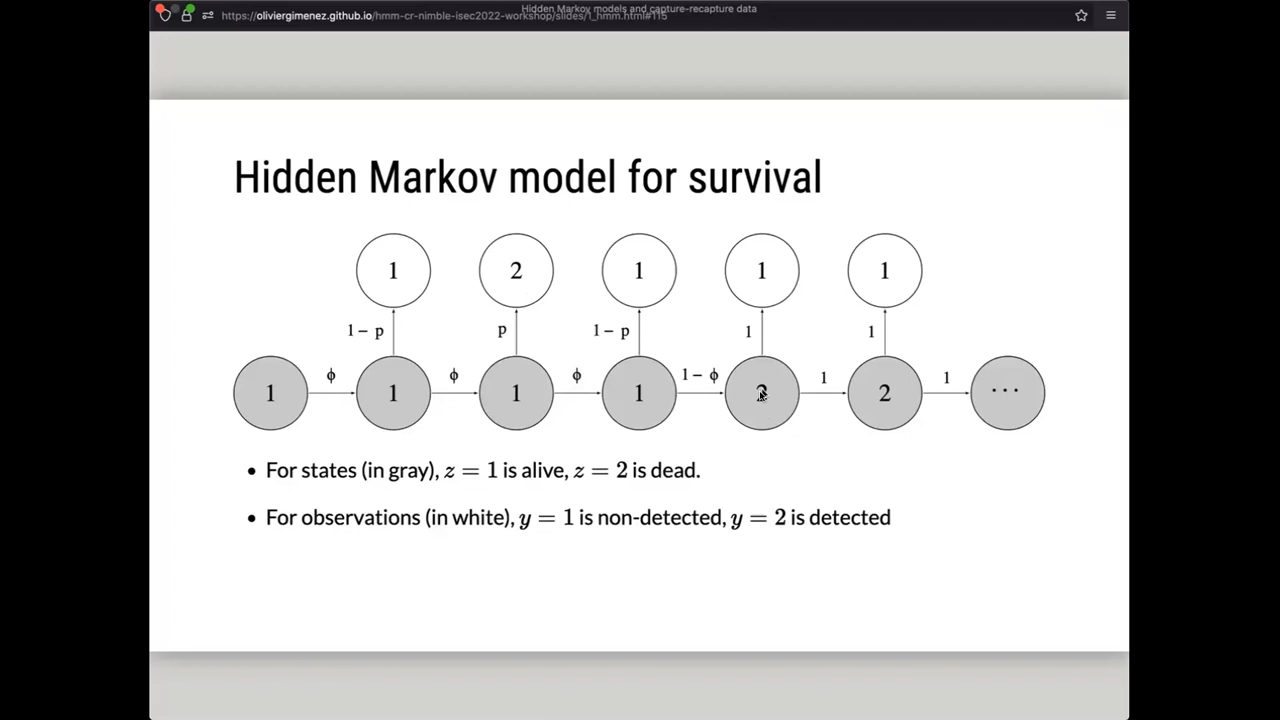 Hidden Markov models and capture-recapture data
https://oliviergimenez.github.io/hmm-cr-nimble-isec2022-workshop/slides/1_hmm.html#115
Hidden Markov model for survival
1 2 1 1 1
1 − p p 1 − p 1 1
ϕ ϕ ϕ 1 − ϕ 1 1
1 1 1 1 2 2 ···
• For states (in gray), z = 1 is alive, z = 2 is dead.
• For observations (in white), y = 1 is non-detected, y = 2 is detected